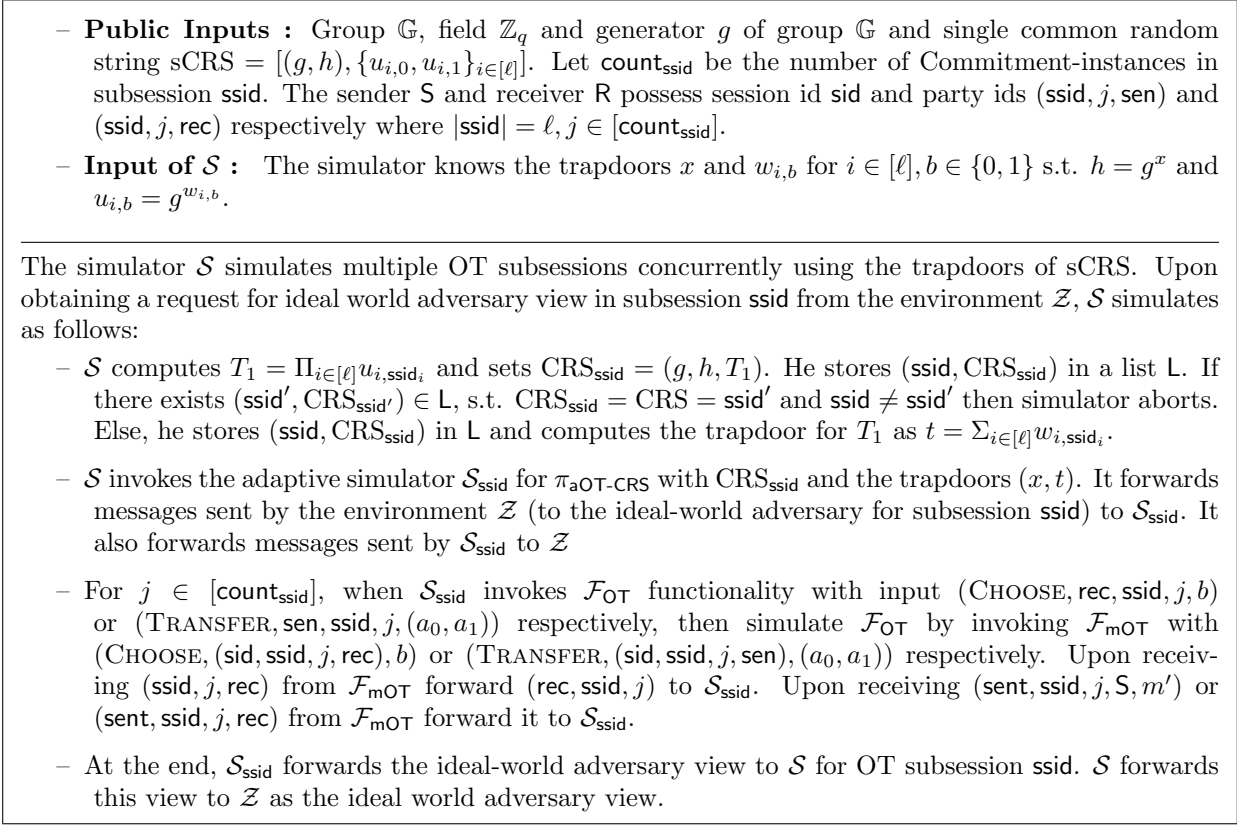 – Public Inputs : Group 𝔾, field ℤ_q and generator g of group 𝔾 and single common random
string sCRS = [(g, h), {u_{i,0}, u_{i,1}}_{i∈[ℓ]}]. Let count_ssid be the number of Commitment-instances in
subsession ssid. The sender S and receiver R possess session id sid and party ids (ssid, j, sen) and
(ssid, j, rec) respectively where |ssid| = ℓ, j ∈ [count_ssid].
– Input of 𝒮 : The simulator knows the trapdoors x and w_{i,b} for i ∈ [ℓ], b ∈ {0, 1} s.t. h = g^x and
u_{i,b} = g^{w_{i,b}}.
The simulator 𝒮 simulates multiple OT subsessions concurrently using the trapdoors of sCRS. Upon
obtaining a request for ideal world adversary view in subsession ssid from the environment 𝒵, 𝒮 simulates
as follows:
– 𝒮 computes T_1 = Π_{i∈[ℓ]} u_{i,ssid_i} and sets CRS_ssid = (g, h, T_1). He stores (ssid, CRS_ssid) in a list L. If
there exists (ssid′, CRS_ssid′) ∈ L, s.t. CRS_ssid = CRS = ssid′ and ssid ≠ ssid′ then simulator aborts.
Else, he stores (ssid, CRS_ssid) in L and computes the trapdoor for T_1 as t = Σ_{i∈[ℓ]} w_{i,ssid_i}.
– 𝒮 invokes the adaptive simulator 𝒮_ssid for π_aOT-CRS with CRS_ssid and the trapdoors (x, t). It forwards
messages sent by the environment 𝒵 (to the ideal-world adversary for subsession ssid) to 𝒮_ssid. It
also forwards messages sent by 𝒮_ssid to 𝒵
– For j ∈ [count_ssid], when 𝒮_ssid invokes ℱ_OT functionality with input (Choose, rec, ssid, j, b)
or (Transfer, sen, ssid, j, (a_0, a_1)) respectively, then simulate ℱ_OT by invoking ℱ_mOT with
(Choose, (sid, ssid, j, rec), b) or (Transfer, (sid, ssid, j, sen), (a_0, a_1)) respectively. Upon receiv-
ing (ssid, j, rec) from ℱ_mOT forward (rec, ssid, j) to 𝒮_ssid. Upon receiving (sent, ssid, j, S, m′) or
(sent, ssid, j, rec) from ℱ_mOT forward it to 𝒮_ssid.
– At the end, 𝒮_ssid forwards the ideal-world adversary view to 𝒮 for OT subsession ssid. 𝒮 forwards
this view to 𝒵 as the ideal world adversary view.